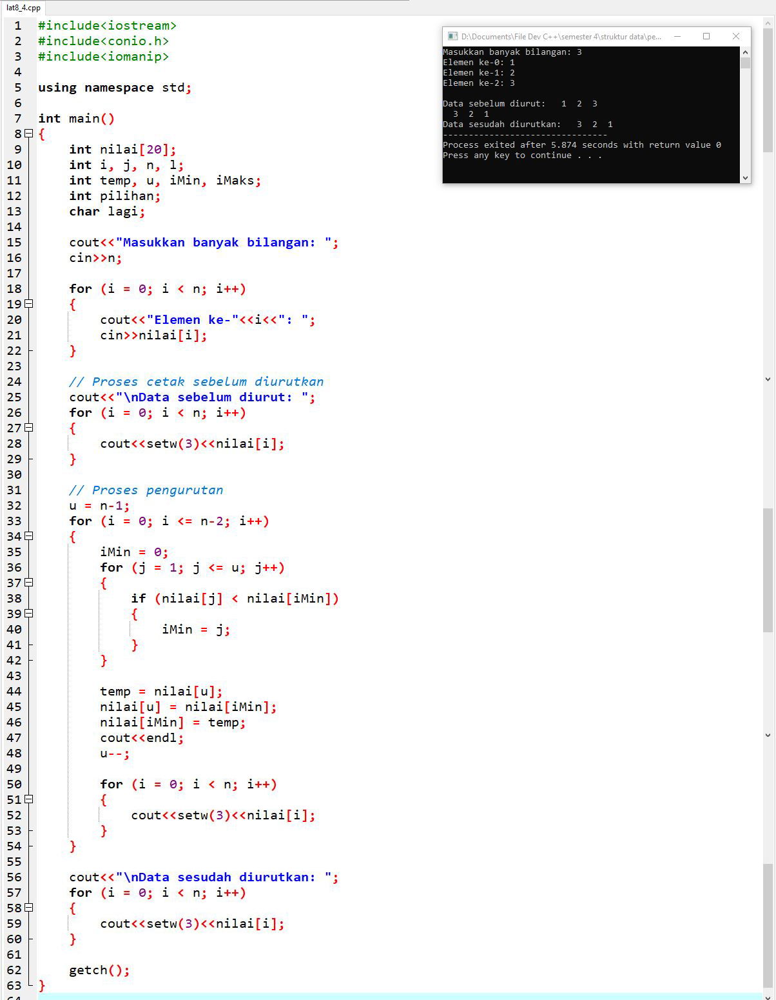 lat8_4.cpp
1 #include<iostream>
2 #include<conio.h>
3 #include<iomanip>
4
5 using namespace std;
6
7 int main()
8 {
9 int nilai[20];
10 int i, j, n, l;
11 int temp, u, iMin, iMaks;
12 int pilihan;
13 char lagi;
14
15 cout<<"Masukkan banyak bilangan: ";
16 cin>>n;
17
18 for (i = 0; i < n; i++)
19 {
20 cout<<"Elemen ke-"<<i<<": ";
21 cin>>nilai[i];
22 }
23
24 // Proses cetak sebelum diurutkan
25 cout<<"\nData sebelum diurut: ";
26 for (i = 0; i < n; i++)
27 {
28 cout<<setw(3)<<nilai[i];
29 }
30
31 // Proses pengurutan
32 u = n-1;
33 for (i = 0; i <= n-2; i++)
34 {
35 iMin = 0;
36 for (j = 1; j <= u; j++)
37 {
38 if (nilai[j] < nilai[iMin])
39 {
40 iMin = j;
41 }
42 }
43
44 temp = nilai[u];
45 nilai[u] = nilai[iMin];
46 nilai[iMin] = temp;
47 cout<<endl;
48 u--;
49
50 for (i = 0; i < n; i++)
51 {
52 cout<<setw(3)<<nilai[i];
53 }
54 }
55
56 cout<<"\nData sesudah diurutkan: ";
57 for (i = 0; i < n; i++)
58 {
59 cout<<setw(3)<<nilai[i];
60 }
61
62 getch();
63 }
D:\Documents\File Dev C++\semester 4\struktur data\pe...
Masukkan banyak bilangan: 3
Elemen ke-0: 1
Elemen ke-1: 2
Elemen ke-2: 3
Data sebelum diurut:   1  2  3
3  2  1
Data sesudah diurutkan:   3  2  1
--------------------------------
Process exited after 5.874 seconds with return value 0
Press any key to continue . . .